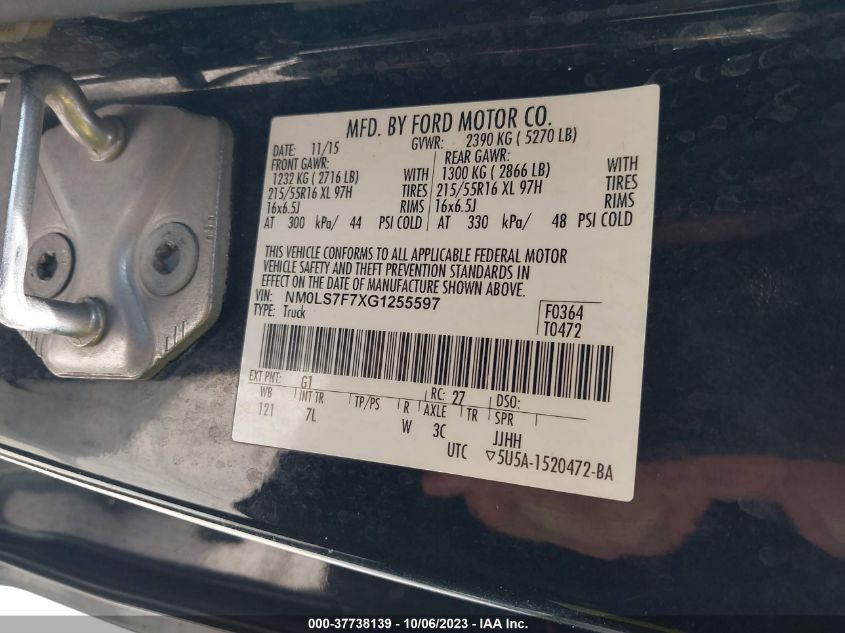 MFD. BY FORD MOTOR CO.
DATE: 11/15 GVWR: 2390 KG ( 5270 LB)
FRONT GAWR: REAR GAWR:
1232 KG ( 2716 LB) WITH 1300 KG ( 2866 LB) WITH
215/55R16 XL 97H TIRES 215/55R16 XL 97H TIRES
16x6.5J RIMS 16x6.5J RIMS
AT 300 kPa/ 44 PSI COLD AT 330 kPa/ 48 PSI COLD
THIS VEHICLE CONFORMS TO ALL APPLICABLE FEDERAL MOTOR
VEHICLE SAFETY AND THEFT PREVENTION STANDARDS IN
EFFECT ON THE DATE OF MANUFACTURE SHOWN ABOVE.
VIN: NM0LS7F7XG1255597
TYPE: Truck
F0364
T0472
EXT PNT: G1 RC: 27 DSO:
WB INT TR TP/PS R AXLE TR SPR
121 7L W 3C JJHH
UTC ▽5U5A-1520472-BA
000-37738139 - 10/06/2023 - IAA Inc.